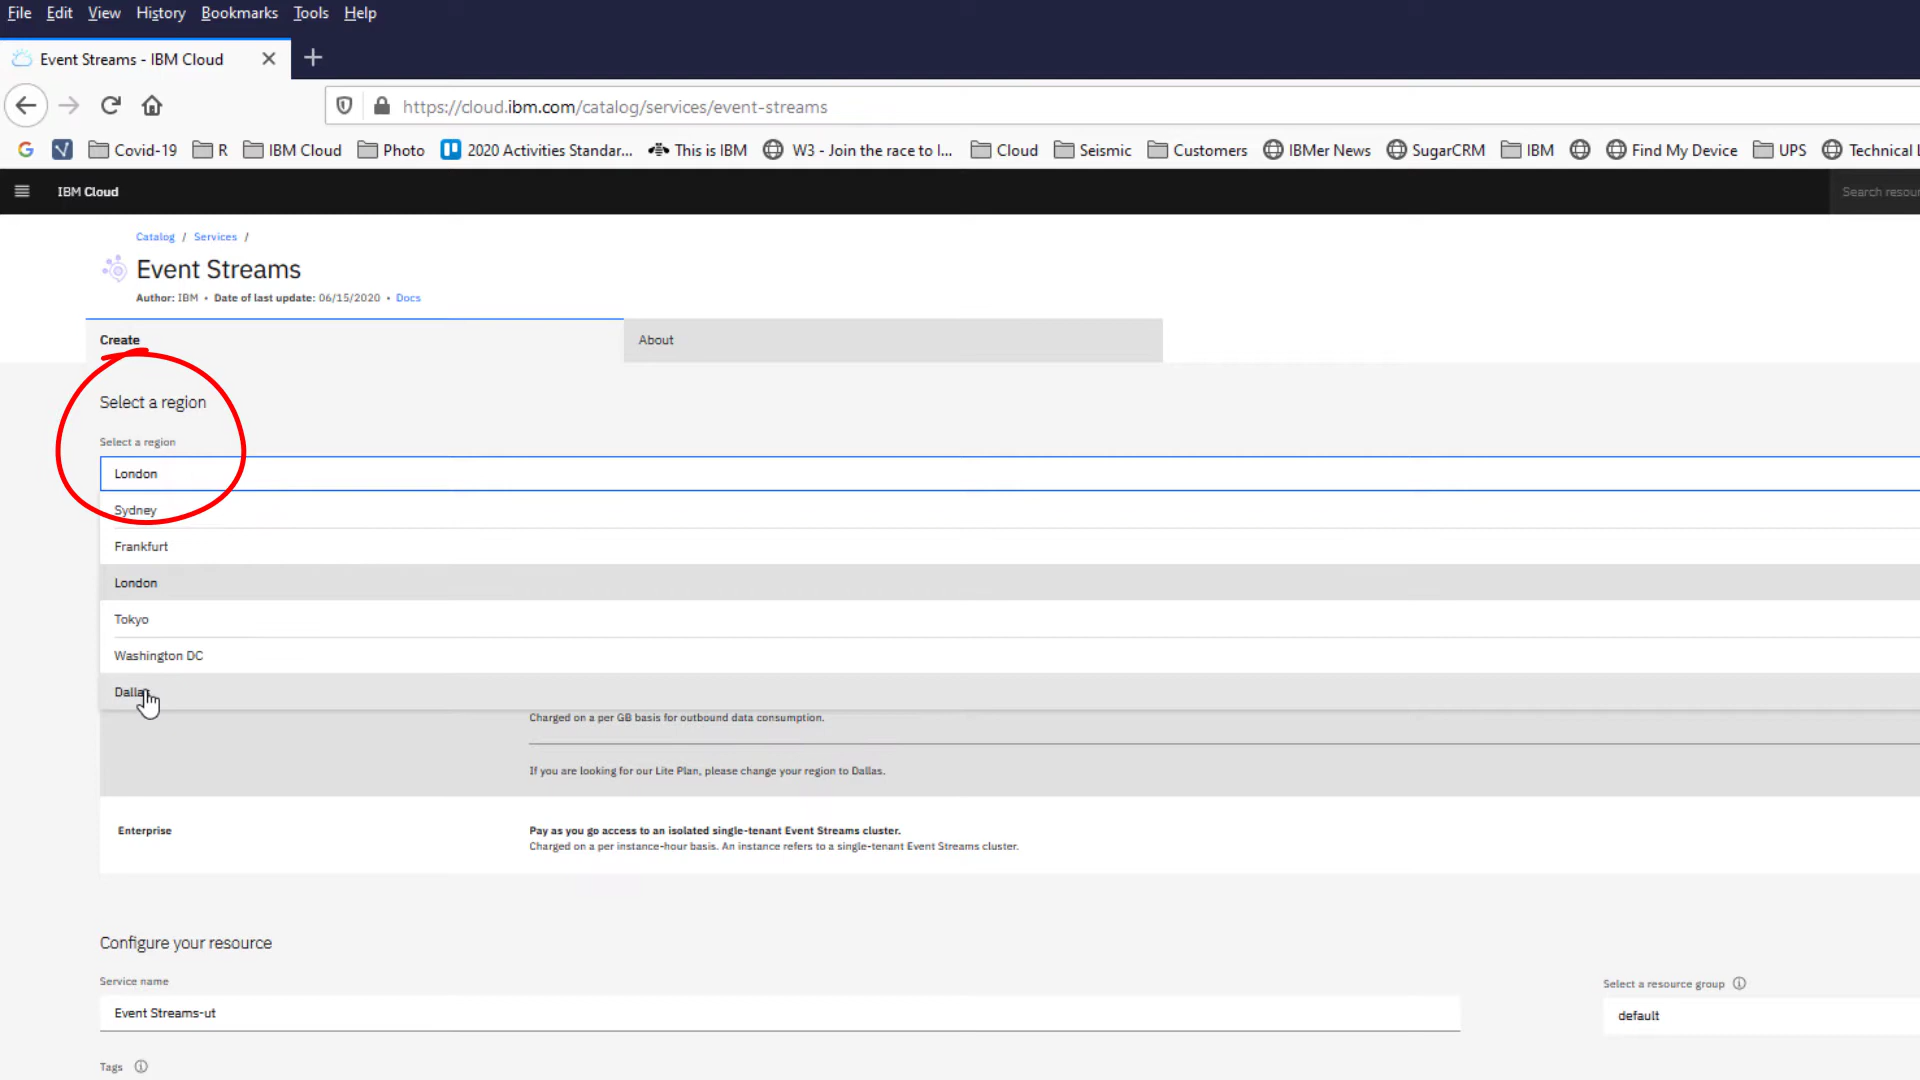 File Edit View History Bookmarks Tools Help
Event Streams - IBM Cloud
https://cloud.ibm.com/catalog/services/event-streams
Covid-19 R IBM Cloud Photo 2020 Activities Standar... This is IBM W3 - Join the race to I... Cloud Seismic Customers IBMer News SugarCRM IBM Find My Device UPS Technical
IBM Cloud Search
Catalog / Services /
Event Streams
Author: IBM • Date of last update: 06/15/2020 • Docs
Create About
Select a region
Select a region
London
Sydney
Frankfurt
London
Tokyo
Washington DC
Dallas
Charged on a per GB basis for outbound data consumption.
If you are looking for our Lite Plan, please change your region to Dallas.
Enterprise Pay as you go access to an isolated single-tenant Event Streams cluster.
Charged on a per instance-hour basis. An instance refers to a single-tenant Event Streams cluster.
Configure your resource
Service name Select a resource group
Event Streams-ut default
Tags